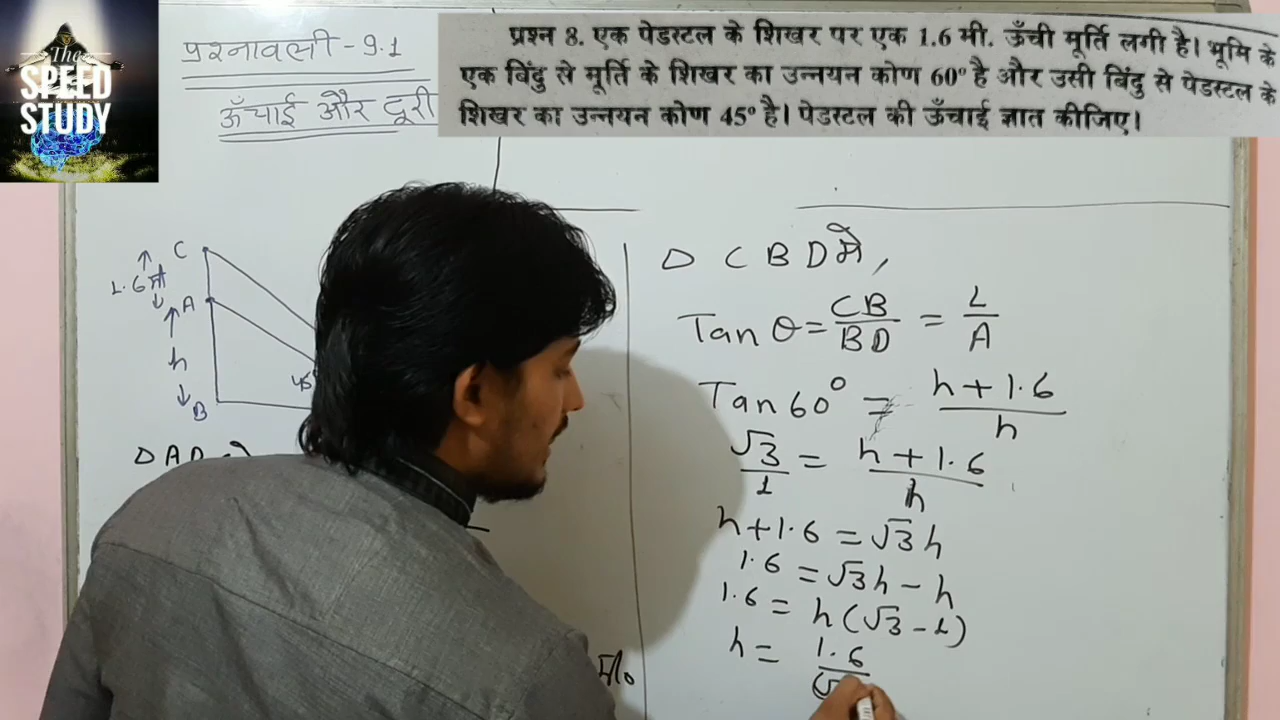 The
SPEED
STUDY
प्रश्नावली - 9.1
ऊँचाई और दूरी
प्रश्न 8. एक पेडस्टल के शिखर पर एक 1.6 मी. ऊँची मूर्ति लगी है। भूमि के
एक बिंदु से मूर्ति के शिखर का उन्नयन कोण 60° है और उसी बिंदु से पेडस्टल के
शिखर का उन्नयन कोण 45° है। पेडस्टल की ऊँचाई ज्ञात कीजिए।
C
1.6 मी
A
h
45°
B
Δ CBD में,
Tan θ = CB/BD = L/A
Tan 60° = h + 1.6/h
√3/1 = h + 1.6/h
h + 1.6 = √3h
1.6 = √3h - h
1.6 = h(√3 - 1)
h = 1.6